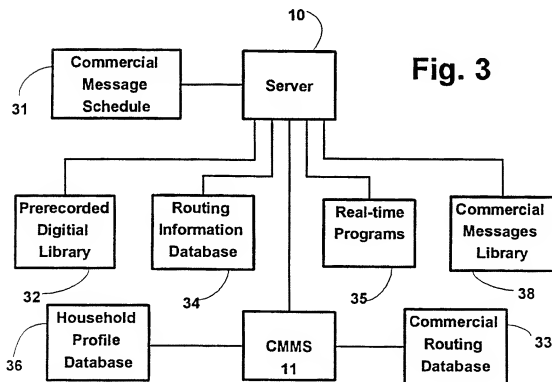 10
Commercial
Message
Schedule
31
Server
Fig. 3
Prerecorded
Digitial
Library
32
Routing
Information
Database
34
Real-time
Programs
35
Commercial
Messages
Library
38
Household
Profile
Database
36
CMMS
11
Commercial
Routing
Database
33